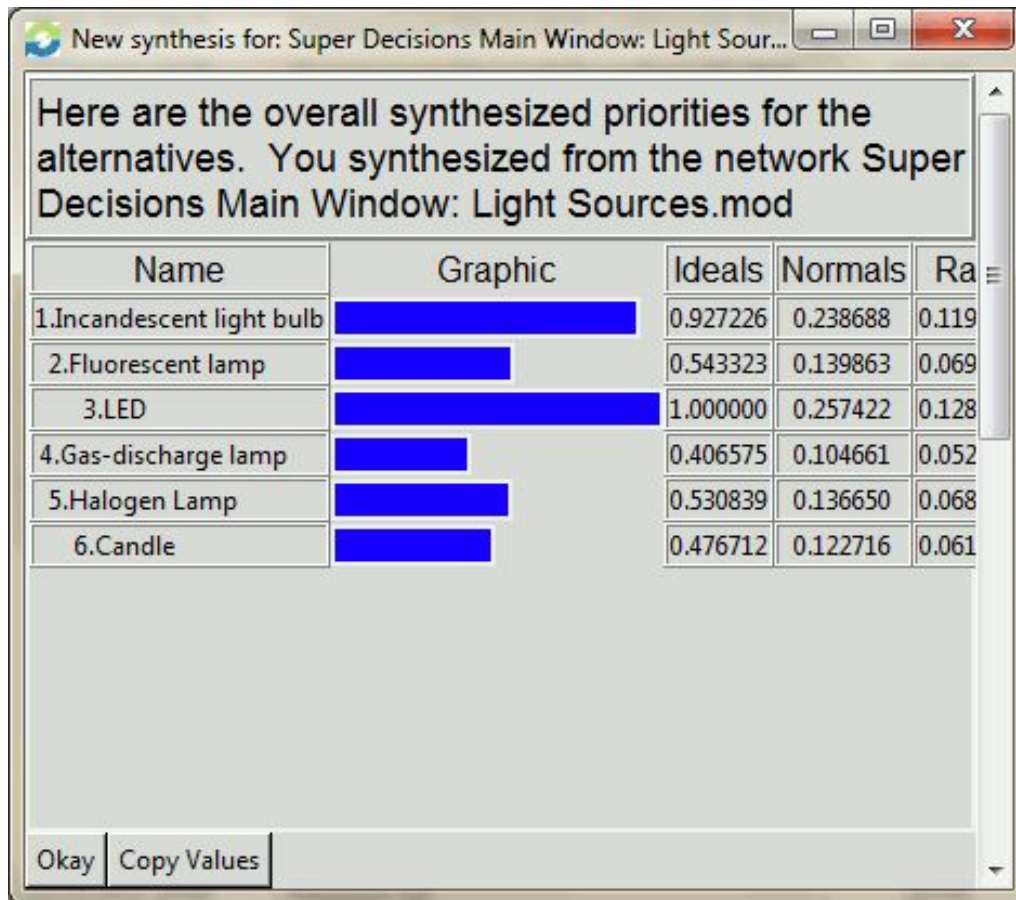 New synthesis for: Super Decisions Main Window: Light Sour...
Here are the overall synthesized priorities for the
alternatives. You synthesized from the network Super
Decisions Main Window: Light Sources.mod
Name Graphic Ideals Normals Ra
1.Incandescent light bulb 0.927226 0.238688 0.119
2.Fluorescent lamp 0.543323 0.139863 0.069
3.LED 1.000000 0.257422 0.128
4.Gas-discharge lamp 0.406575 0.104661 0.052
5.Halogen Lamp 0.530839 0.136650 0.068
6.Candle 0.476712 0.122716 0.061
Okay Copy Values